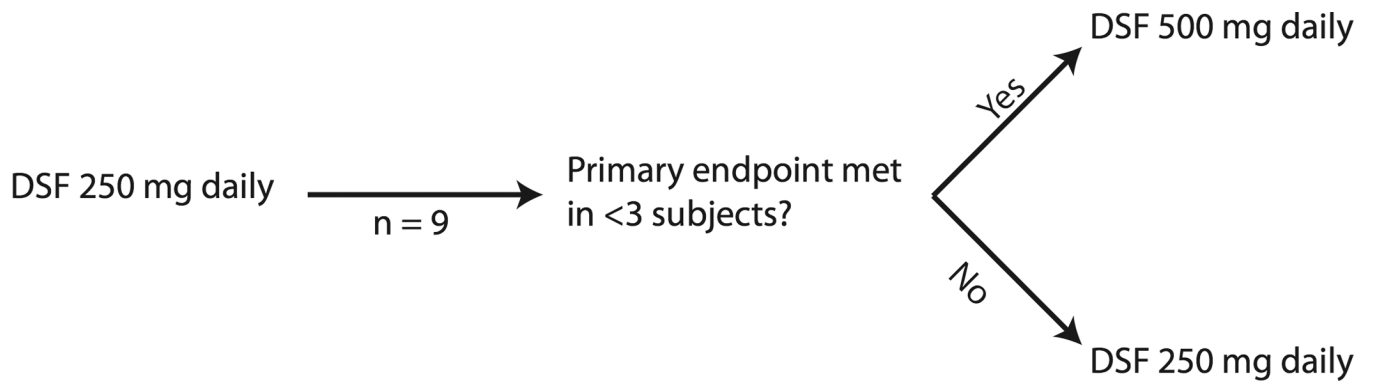 DSF 250 mg daily
n = 9
Primary endpoint met
in <3 subjects?
Yes
DSF 500 mg daily
No
DSF 250 mg daily